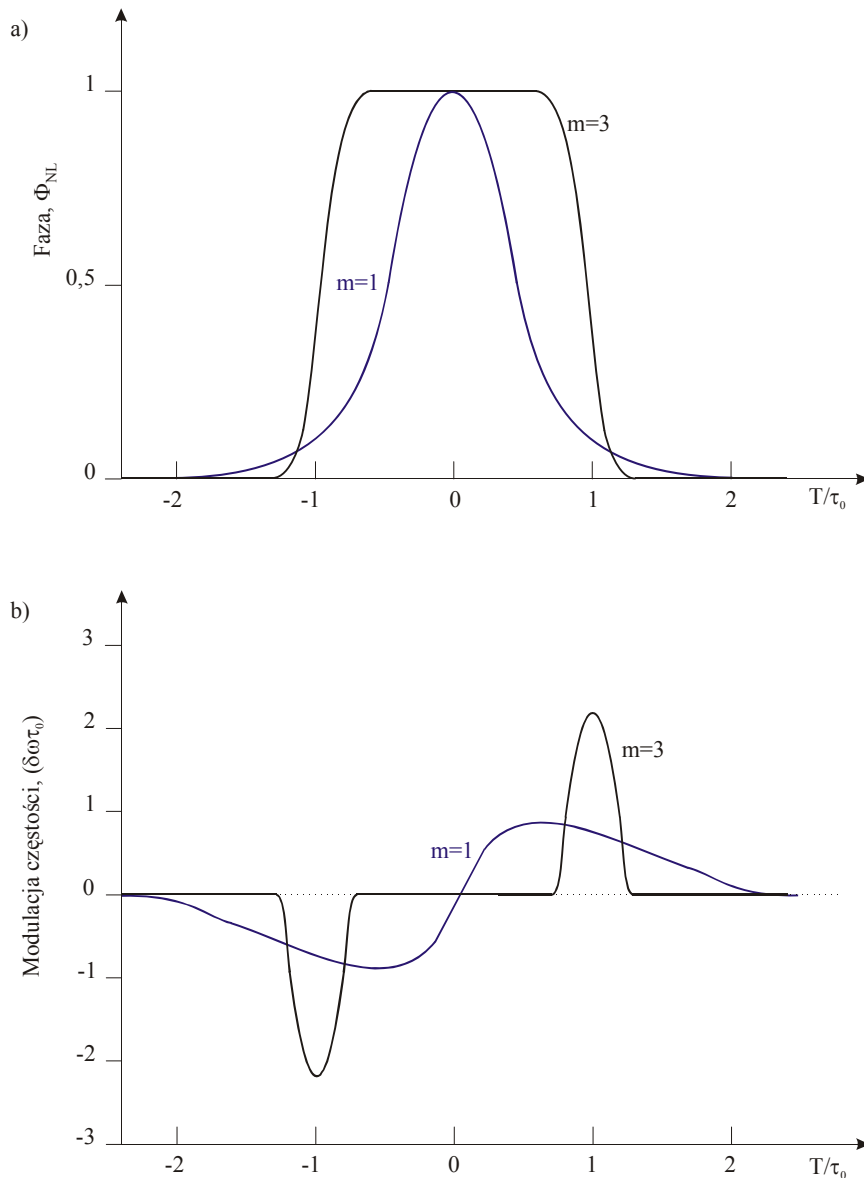 a)
1
m=3
Faza, Φ_NL
0,5
m=1
0
-2
-1
0
1
2
T/τ₀
b)
3
2
m=3
1
m=1
0
Modulacja częstości, (δωτ₀)
-1
-2
-3
-2
-1
0
1
2
T/τ₀